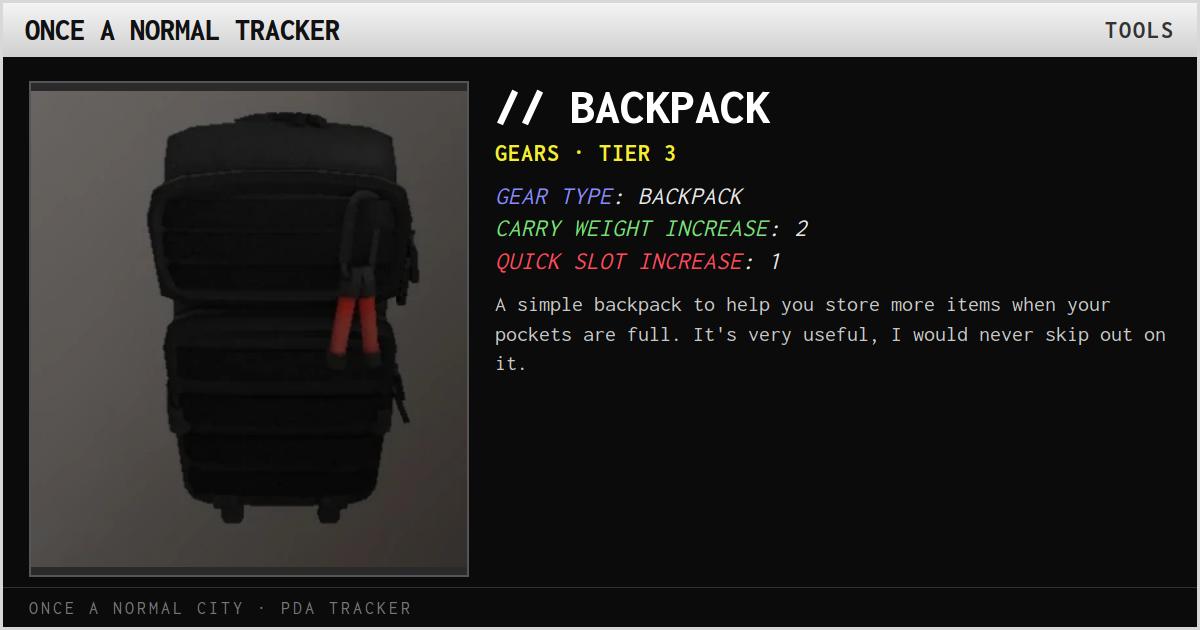 ONCE A NORMAL TRACKER
TOOLS
// BACKPACK
GEARS · TIER 3
GEAR TYPE: BACKPACK
CARRY WEIGHT INCREASE: 2
QUICK SLOT INCREASE: 1
A simple backpack to help you store more items when your
pockets are full. It's very useful, I would never skip out on
it.
ONCE A NORMAL CITY · PDA TRACKER